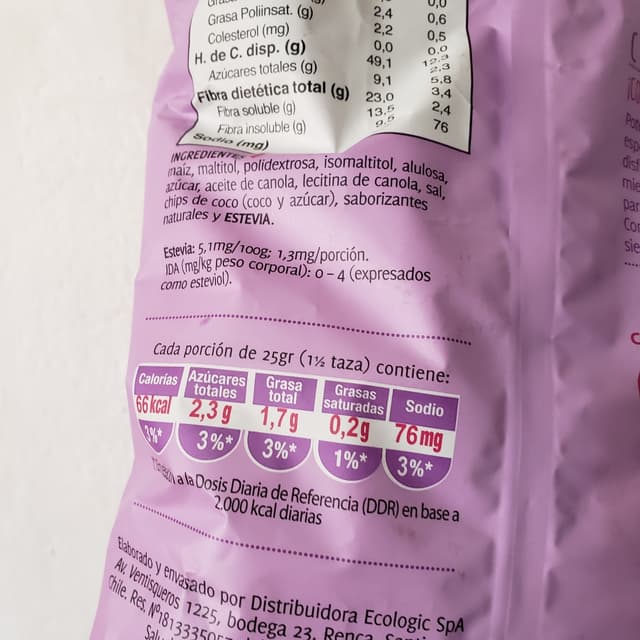 Grasa Poliinsat. (g) 2,4 0,6
Colesterol (mg) 2,2 0,5
H. de C. disp. (g) 0,0 0,0
Azúcares totales (g) 49,1 12,3
Fibra dietética total (g) 9,1 2,3
Fibra soluble (g) 23,0 5,8
Fibra insoluble (g) 13,5 3,4
Sodio (mg) 9,5 2,4
76
INGREDIENTES
maíz, maltitol, polidextrosa, isomaltitol, alulosa,
azúcar, aceite de canola, lecitina de canola, sal,
chips de coco (coco y azúcar), saborizantes
naturales y ESTEVIA.
Estevia: 5,1mg/100g; 1,3mg/porción.
IDA (mg/kg peso corporal): 0 – 4 (expresados
como esteviol).
Cada porción de 25gr (1½ taza) contiene:
Calorías Azúcares totales Grasa total Grasas saturadas Sodio
66 kcal 2,3 g 1,7 g 0,2g 76 mg
3%* 3%* 3%* 1%* 3%*
a la Dosis Diaria de Referencia (DDR) en base a
2.000 kcal diarias
Elaborado y envasado por Distribuidora Ecologic SpA
Av. Ventisqueros 1225, bodega 23, Renca,
Chile. Res. Nº